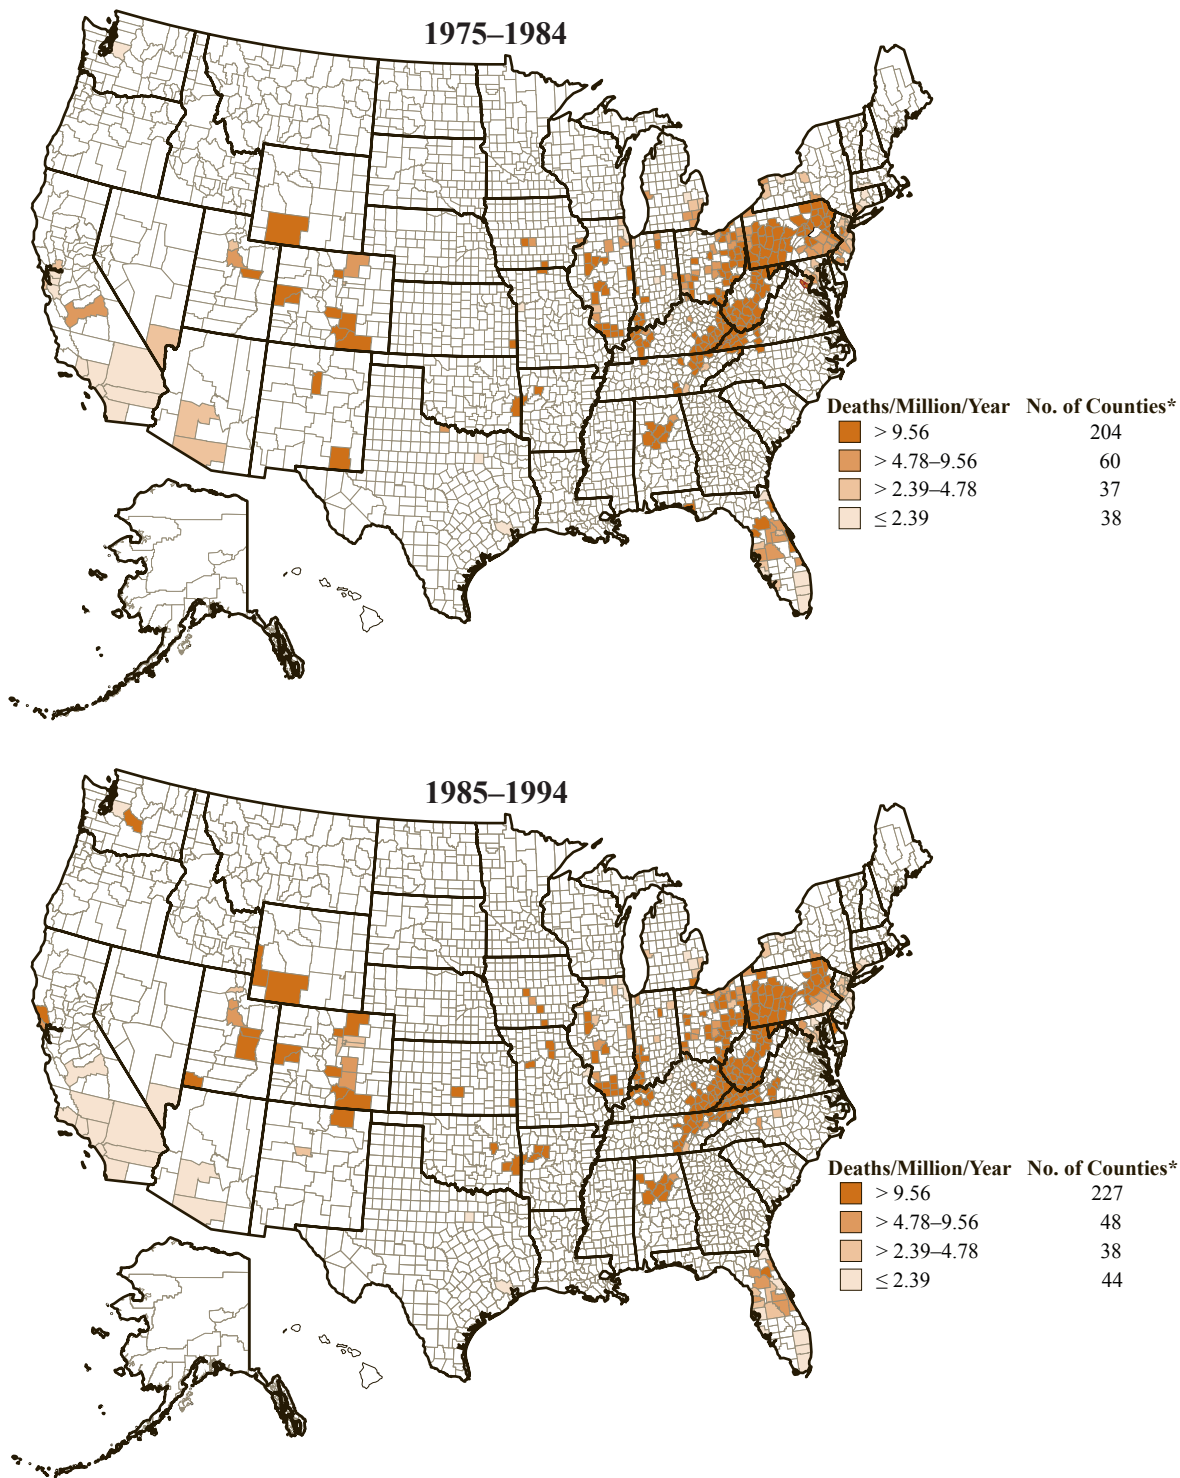 1975–1984
Deaths/Million/Year No. of Counties*
> 9.56 204
> 4.78–9.56 60
> 2.39–4.78 37
≤ 2.39 38
1985–1994
Deaths/Million/Year No. of Counties*
> 9.56 227
> 4.78–9.56 48
> 2.39–4.78 38
≤ 2.39 44